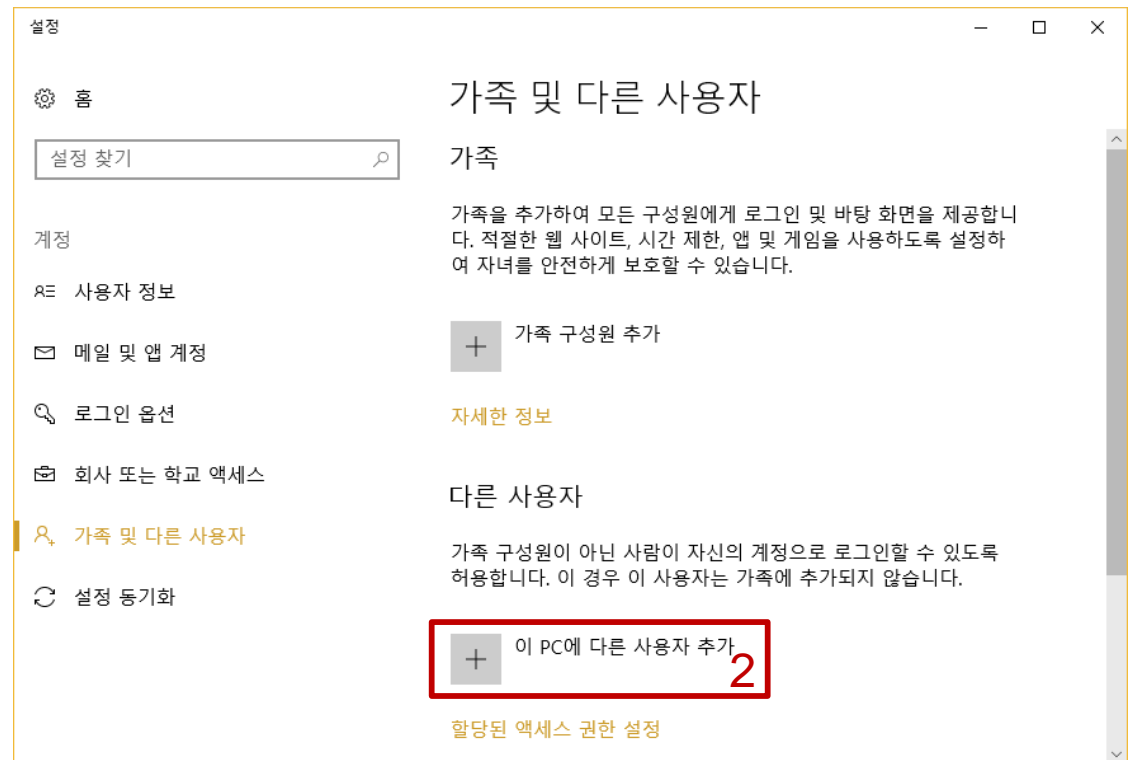 설정
홈
설정 찾기
계정
사용자 정보
메일 및 앱 계정
로그인 옵션
회사 또는 학교 액세스
가족 및 다른 사용자
설정 동기화
가족 및 다른 사용자
가족
가족을 추가하여 모든 구성원에게 로그인 및 바탕 화면을 제공합니
다. 적절한 웹 사이트, 시간 제한, 앱 및 게임을 사용하도록 설정하
여 자녀를 안전하게 보호할 수 있습니다.
가족 구성원 추가
자세한 정보
다른 사용자
가족 구성원이 아닌 사람이 자신의 계정으로 로그인할 수 있도록
허용합니다. 이 경우 이 사용자는 가족에 추가되지 않습니다.
이 PC에 다른 사용자 추가
2
할당된 액세스 권한 설정